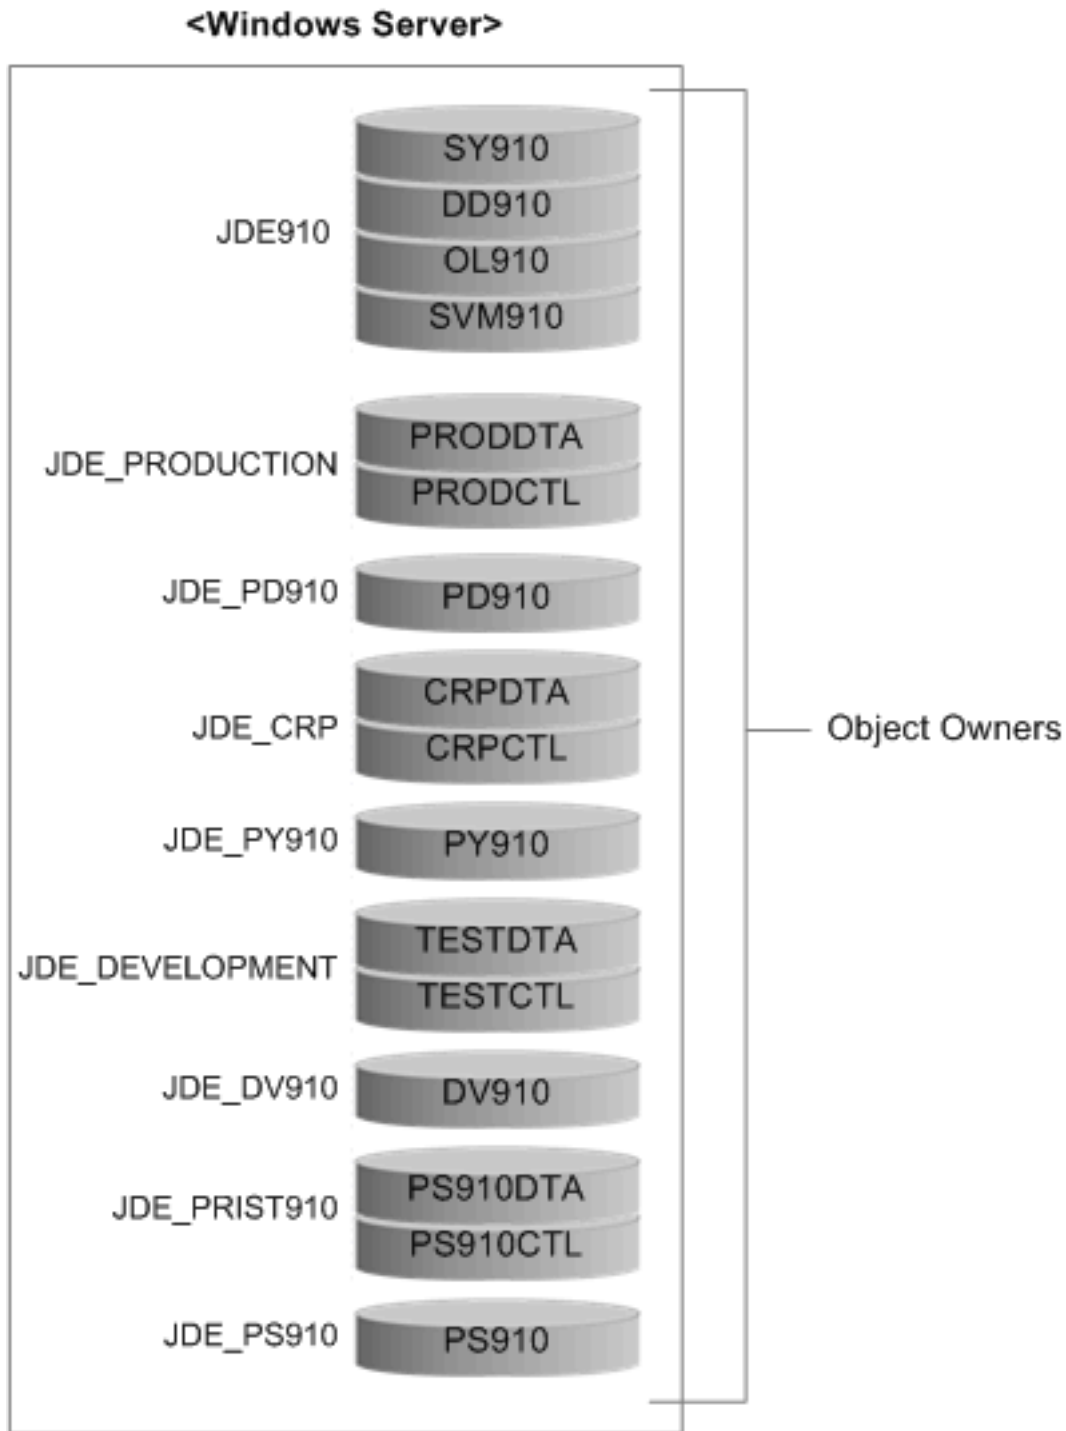 <Windows Server>
SY910
DD910
JDE910
OL910
SVM910
PRODDTA
JDE_PRODUCTION
PRODCTL
JDE_PD910
PD910
CRPDTA
JDE_CRP
CRPCTL
Object Owners
JDE_PY910
PY910
TESTDTA
JDE_DEVELOPMENT
TESTCTL
JDE_DV910
DV910
PS910DTA
JDE_PRIST910
PS910CTL
JDE_PS910
PS910